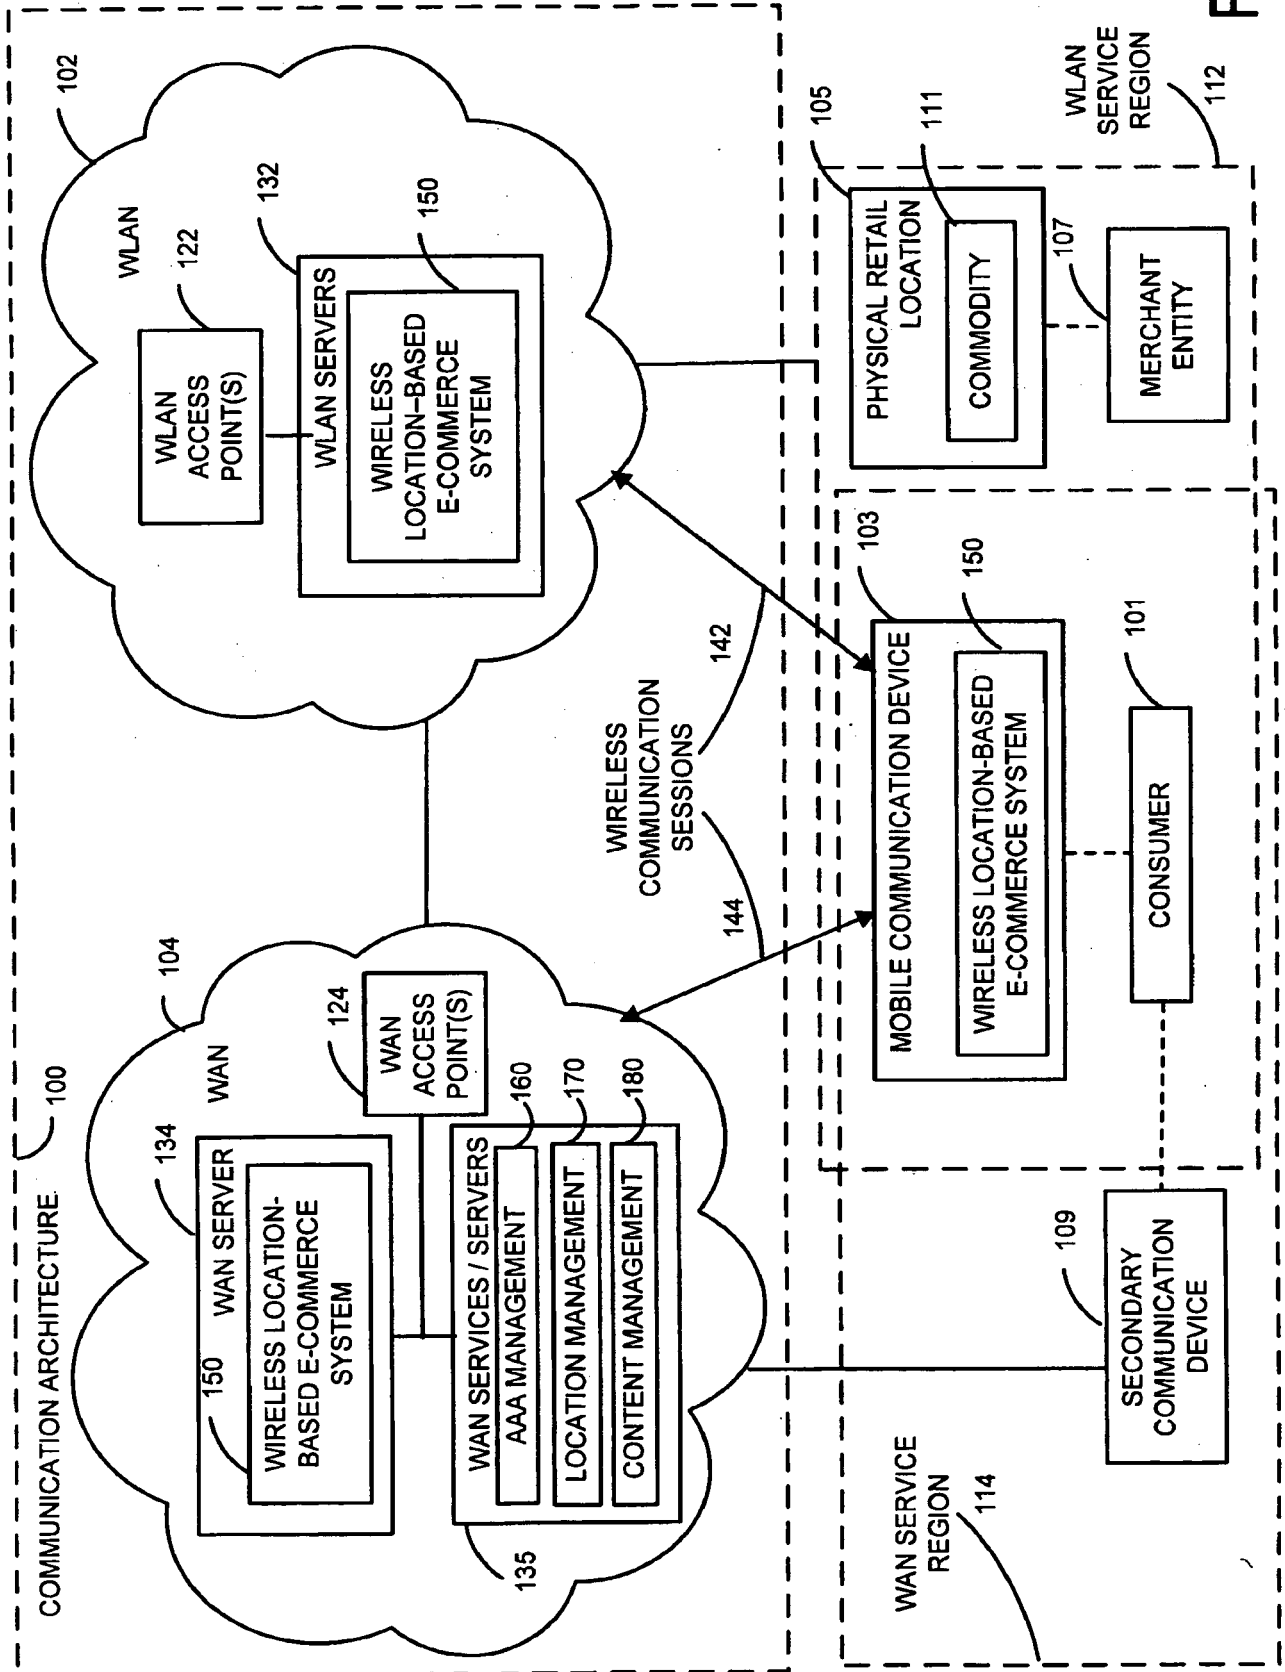 COMMUNICATION ARCHITECTURE
100
134
WAN SERVER
150
WIRELESS LOCATION-
BASED E-COMMERCE
SYSTEM
WAN
104
124
WAN
ACCESS
POINT(S)
WAN SERVICES / SERVERS
AAA MANAGEMENT
160
LOCATION MANAGEMENT
170
CONTENT MANAGEMENT
180
135
WLAN
102
122
WLAN
ACCESS
POINT(S)
132
WLAN SERVERS
150
WIRELESS
LOCATION-BASED
E-COMMERCE
SYSTEM
WIRELESS
COMMUNICATION
SESSIONS
144
142
WAN SERVICE
REGION
114
109
SECONDARY
COMMUNICATION
DEVICE
103
MOBILE COMMUNICATION DEVICE
150
WIRELESS LOCATION-BASED
E-COMMERCE SYSTEM
101
CONSUMER
105
PHYSICAL RETAIL
LOCATION
111
COMMODITY
107
MERCHANT
ENTITY
WLAN
SERVICE
REGION
112